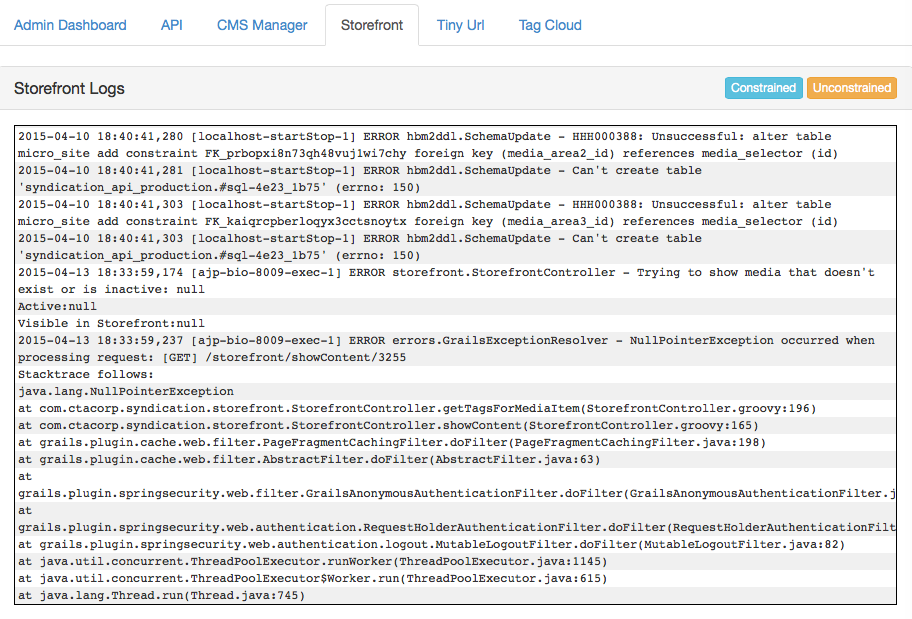 Admin Dashboard API CMS Manager Storefront Tiny Url Tag Cloud
Storefront Logs Constrained Unconstrained
2015-04-10 18:40:41,280 [localhost-startStop-1] ERROR hbm2ddl.SchemaUpdate - HHH000388: Unsuccessful: alter table
micro_site add constraint FK_prbopxi8n73qh48vuj1wi7chy foreign key (media_area2_id) references media_selector (id)
2015-04-10 18:40:41,281 [localhost-startStop-1] ERROR hbm2ddl.SchemaUpdate - Can't create table
'syndication_api_production.#sql-4e23_1b75' (errno: 150)
2015-04-10 18:40:41,303 [localhost-startStop-1] ERROR hbm2ddl.SchemaUpdate - HHH000388: Unsuccessful: alter table
micro_site add constraint FK_kaiqrcpberloqyx3cctsnoytx foreign key (media_area3_id) references media_selector (id)
2015-04-10 18:40:41,303 [localhost-startStop-1] ERROR hbm2ddl.SchemaUpdate - Can't create table
'syndication_api_production.#sql-4e23_1b75' (errno: 150)
2015-04-13 18:33:59,174 [ajp-bio-8009-exec-1] ERROR storefront.StorefrontController - Trying to show media that doesn't
exist or is inactive: null
Active:null
Visible in Storefront:null
2015-04-13 18:33:59,237 [ajp-bio-8009-exec-1] ERROR errors.GrailsExceptionResolver - NullPointerException occurred when
processing request: [GET] /storefront/showContent/3255
Stacktrace follows:
java.lang.NullPointerException
at com.ctacorp.syndication.storefront.StorefrontController.getTagsForMediaItem(StorefrontController.groovy:196)
at com.ctacorp.syndication.storefront.StorefrontController.showContent(StorefrontController.groovy:165)
at grails.plugin.cache.web.filter.PageFragmentCachingFilter.doFilter(PageFragmentCachingFilter.java:198)
at grails.plugin.cache.web.filter.AbstractFilter.doFilter(AbstractFilter.java:63)
at
grails.plugin.springsecurity.web.filter.GrailsAnonymousAuthenticationFilter.doFilter(GrailsAnonymousAuthenticationFilter.j
at
grails.plugin.springsecurity.web.authentication.RequestHolderAuthenticationFilter.doFilter(RequestHolderAuthenticationFilt
at grails.plugin.springsecurity.web.authentication.logout.MutableLogoutFilter.doFilter(MutableLogoutFilter.java:82)
at java.util.concurrent.ThreadPoolExecutor.runWorker(ThreadPoolExecutor.java:1145)
at java.util.concurrent.ThreadPoolExecutor$Worker.run(ThreadPoolExecutor.java:615)
at java.lang.Thread.run(Thread.java:745)